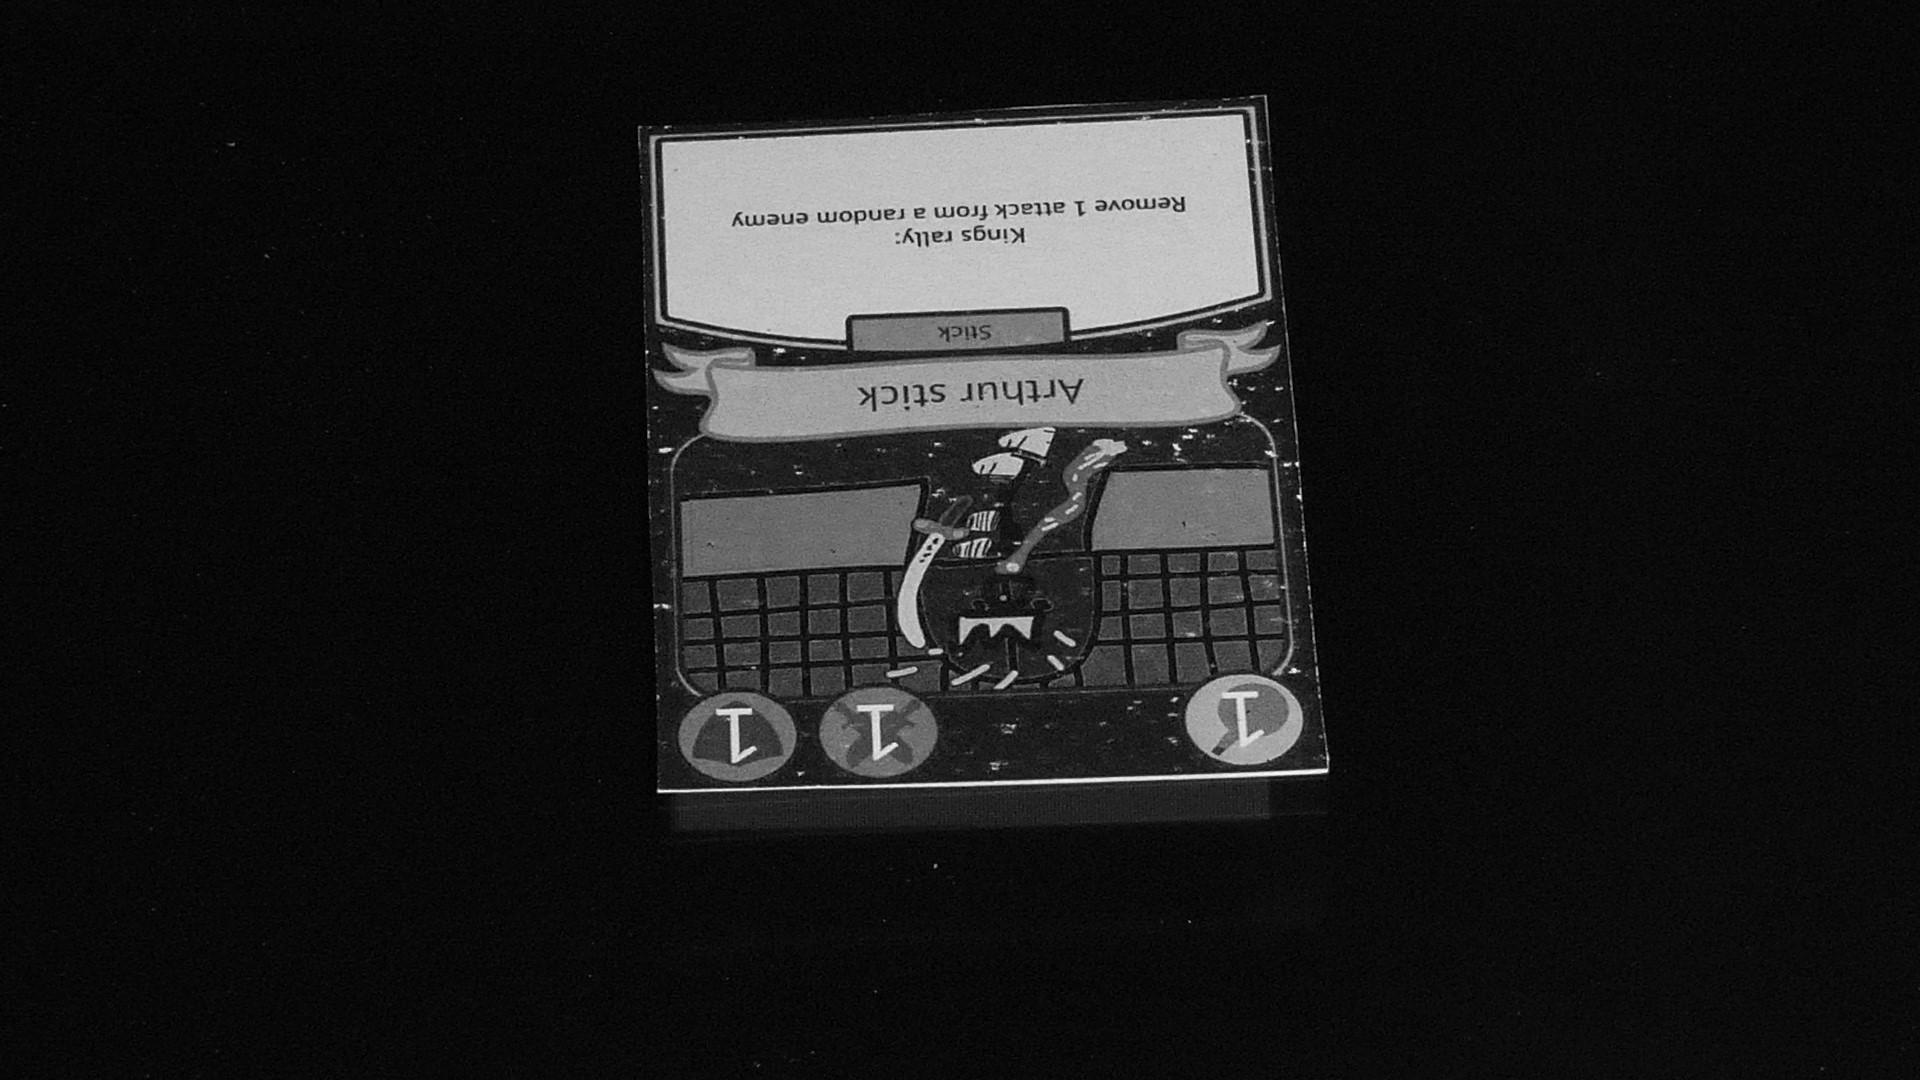 1 1 1
Arthur stick
Stick
Kings rally:
Remove 1 attack from a random enemy